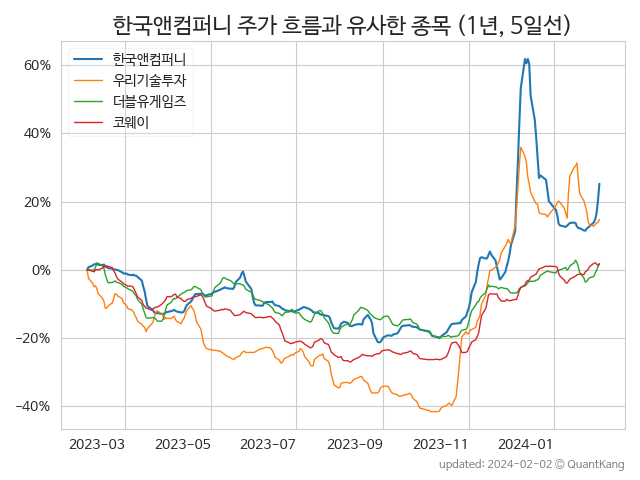 한국앤컴퍼니 주가 흐름과 유사한 종목 (1년, 5일선)
한국앤컴퍼니
우리기술투자
더블유게임즈
코웨이
60%
40%
20%
0%
−20%
−40%
2023-03 2023-05 2023-07 2023-09 2023-11 2024-01
updated: 2024-02-02 © QuantKang